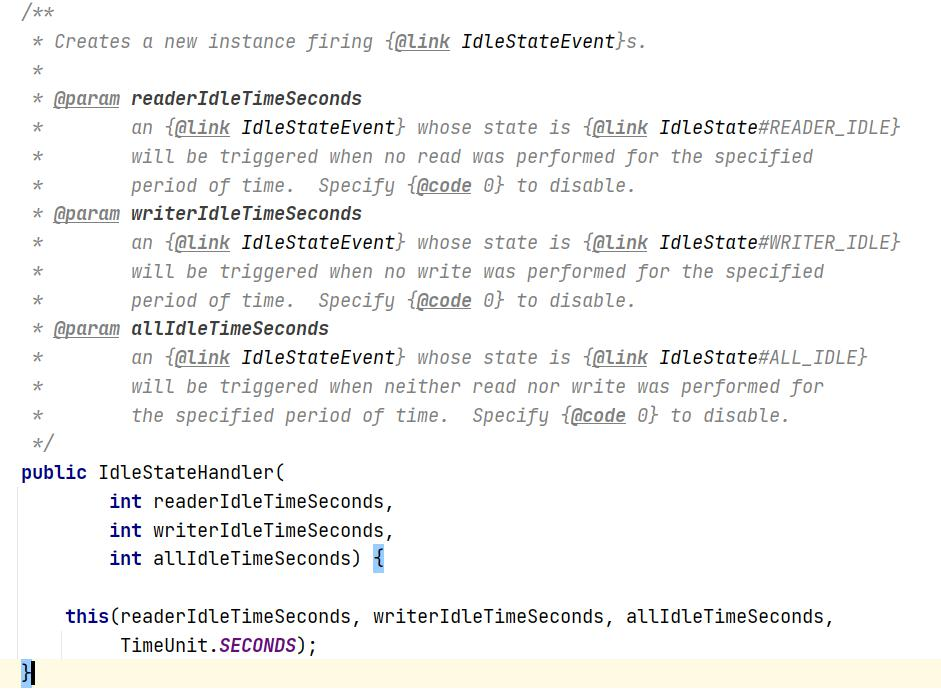 /**
 * Creates a new instance firing {@link IdleStateEvent}s.
 *
 * @param readerIdleTimeSeconds
 *        an {@link IdleStateEvent} whose state is {@link IdleState#READER_IDLE}
 *        will be triggered when no read was performed for the specified
 *        period of time.  Specify {@code 0} to disable.
 * @param writerIdleTimeSeconds
 *        an {@link IdleStateEvent} whose state is {@link IdleState#WRITER_IDLE}
 *        will be triggered when no write was performed for the specified
 *        period of time.  Specify {@code 0} to disable.
 * @param allIdleTimeSeconds
 *        an {@link IdleStateEvent} whose state is {@link IdleState#ALL_IDLE}
 *        will be triggered when neither read nor write was performed for
 *        the specified period of time.  Specify {@code 0} to disable.
 */
public IdleStateHandler(
        int readerIdleTimeSeconds,
        int writerIdleTimeSeconds,
        int allIdleTimeSeconds) {

    this(readerIdleTimeSeconds, writerIdleTimeSeconds, allIdleTimeSeconds,
         TimeUnit.SECONDS);
}